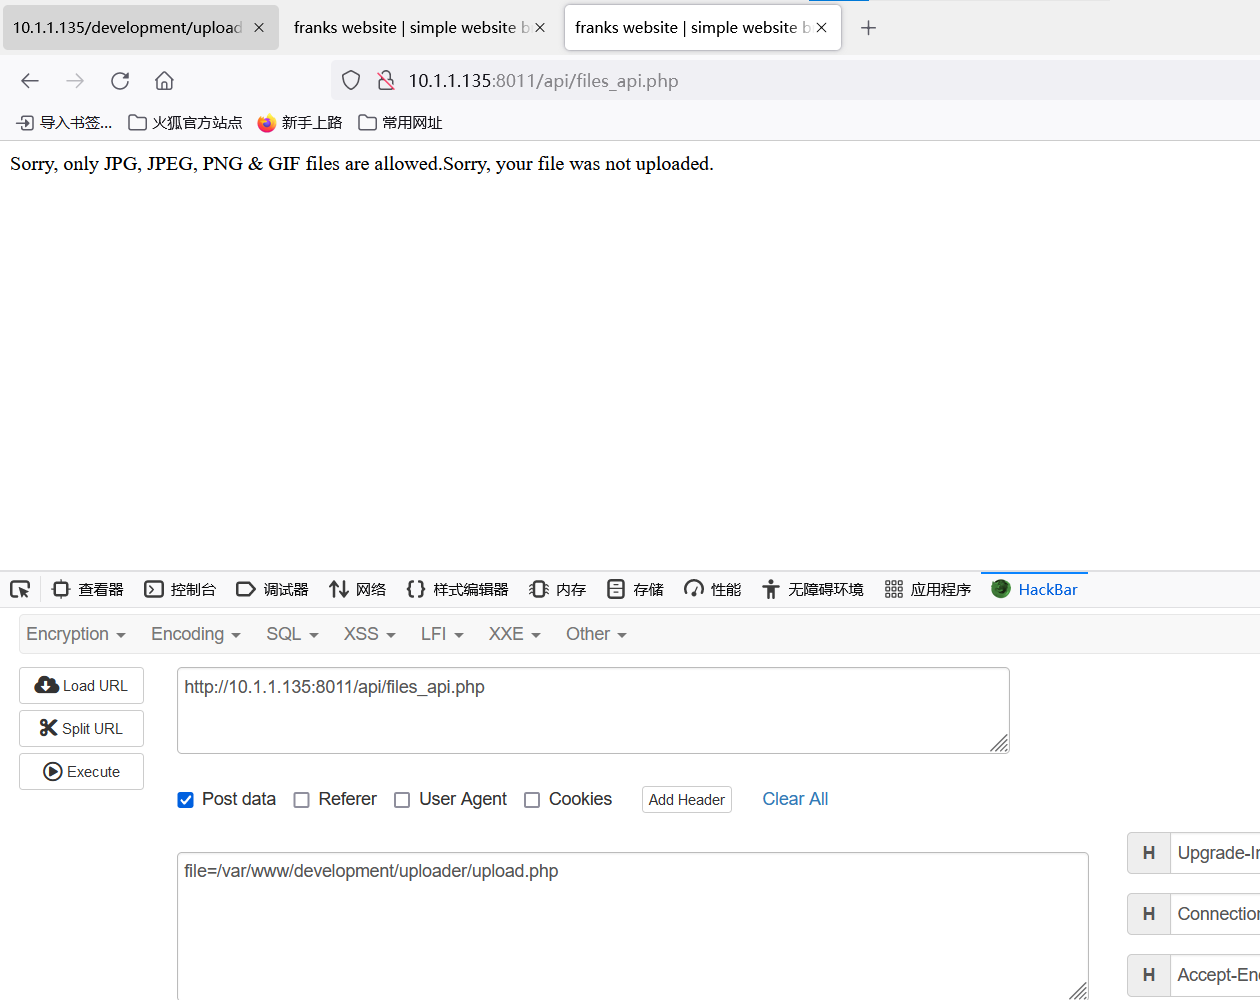 10.1.1.135/development/upload
franks website | simple website b
franks website | simple website b
10.1.1.135:8011/api/files_api.php
导入书签... 火狐官方站点 新手上路 常用网址
Sorry, only JPG, JPEG, PNG & GIF files are allowed.Sorry, your file was not uploaded.
查看器 控制台 调试器 网络 样式编辑器 内存 存储 性能 无障碍环境 应用程序 HackBar
Encryption Encoding SQL XSS LFI XXE Other
Load URL
http://10.1.1.135:8011/api/files_api.php
Split URL
Execute
Post data Referer User Agent Cookies Add Header Clear All
file=/var/www/development/uploader/upload.php
H Upgrade-I
H Connection
H Accept-En